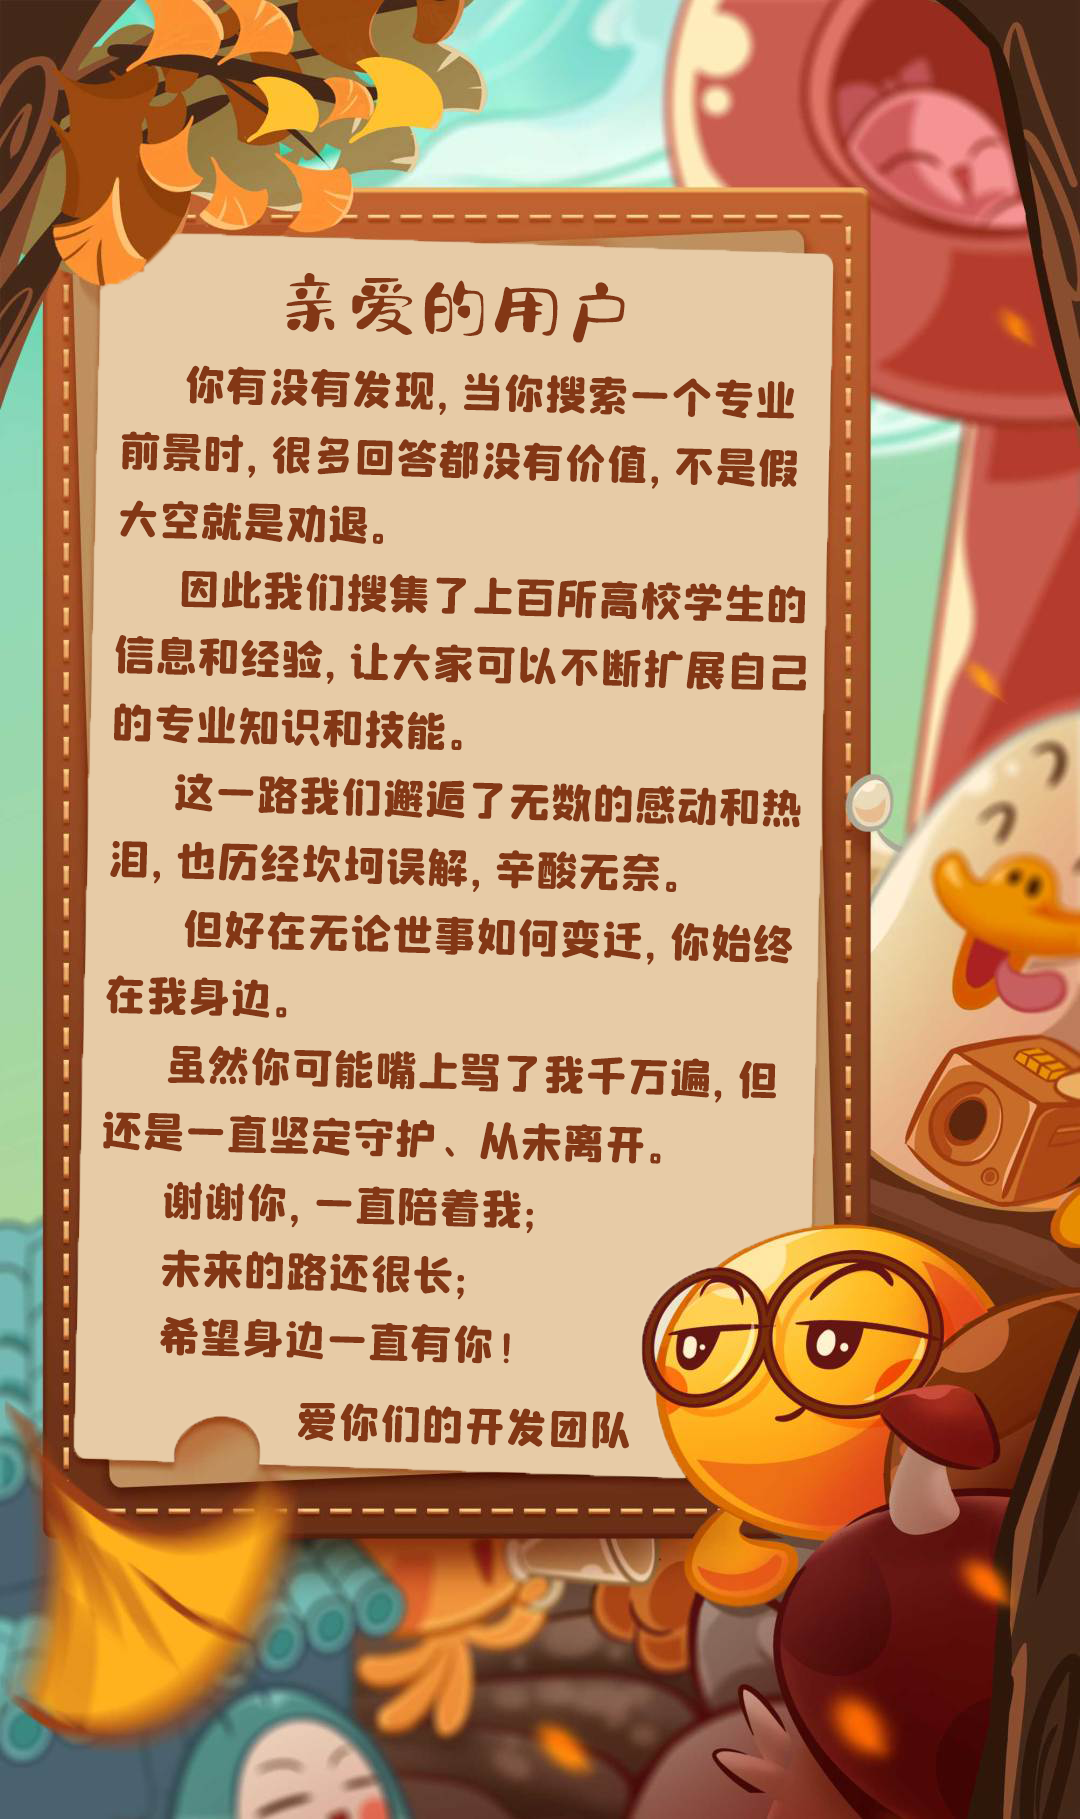 亲爱的用户
你有没有发现,当你搜索一个专业
前景时,很多回答都没有价值,不是假
大空就是劝退。
因此我们搜集了上百所高校学生的
信息和经验,让大家可以不断扩展自己
的专业知识和技能。
这一路我们邂逅了无数的感动和热
泪,也历经坎坷误解,辛酸无奈。
但好在无论世事如何变迁,你始终
在我身边。
虽然你可能嘴上骂了我千万遍,但
还是一直坚定守护、从未离开。
谢谢你,一直陪着我;
未来的路还很长;
希望身边一直有你!
爱你们的开发团队